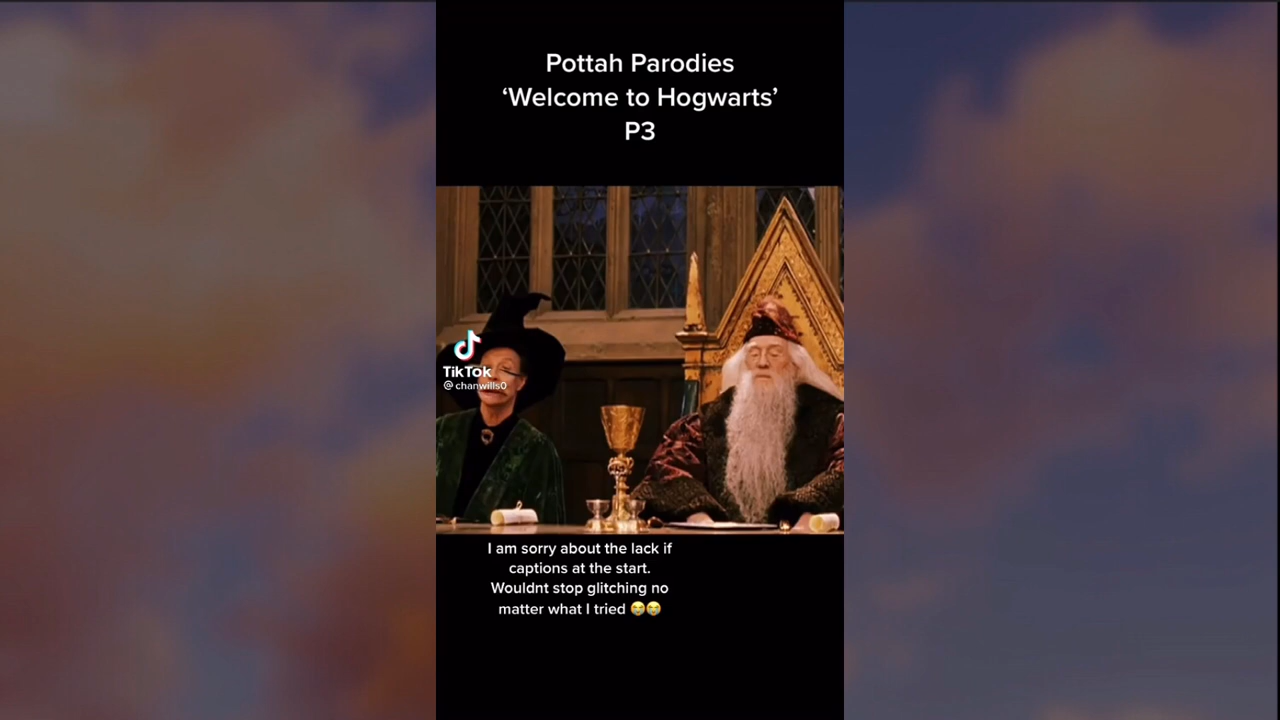 Pottah Parodies
‘Welcome to Hogwarts’
P3
TikTok
@chanwills0
I am sorry about the lack if
captions at the start.
Wouldnt stop glitching no
matter what I tried 😭😭